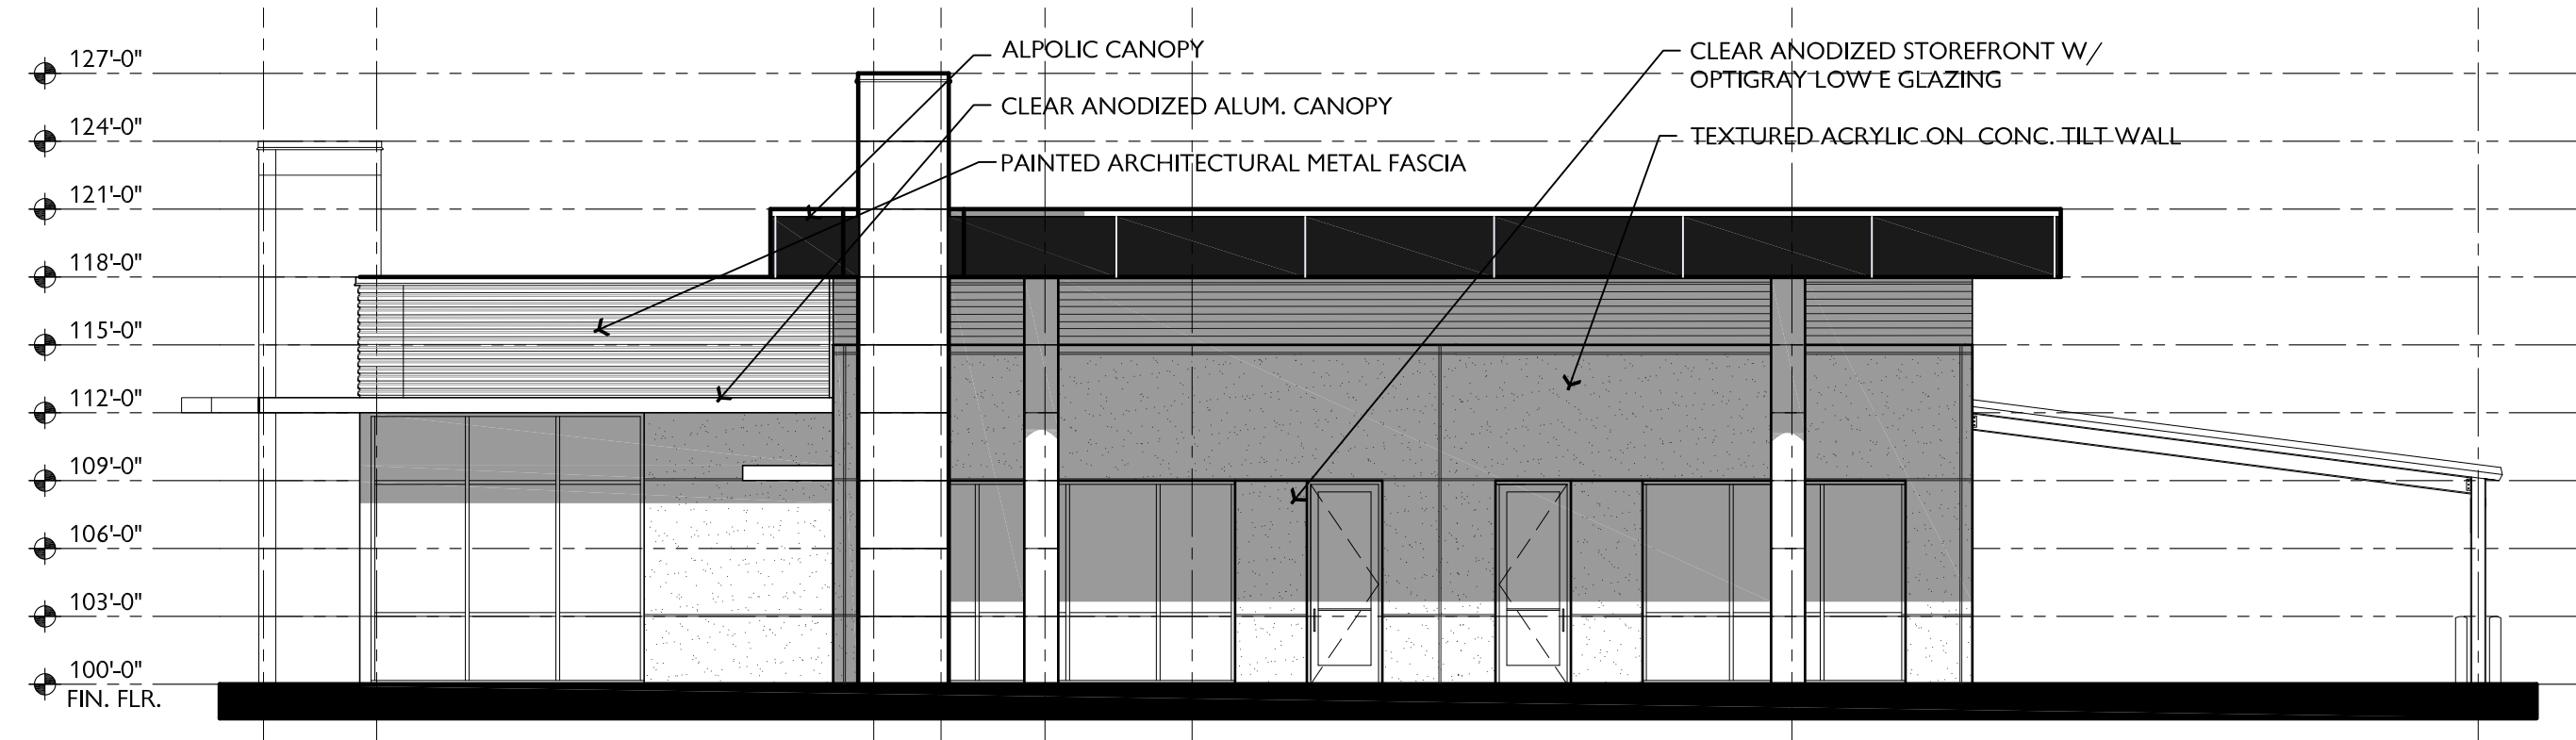 127'-0"
124'-0"
121'-0"
118'-0"
115'-0"
112'-0"
109'-0"
106'-0"
103'-0"
100'-0"
FIN. FLR.
ALPOLIC CANOPY
CLEAR ANODIZED ALUM. CANOPY
PAINTED ARCHITECTURAL METAL FASCIA
CLEAR ANODIZED STOREFRONT W/
OPTIGRAY LOW E GLAZING
TEXTURED ACRYLIC ON CONC. TILT WALL